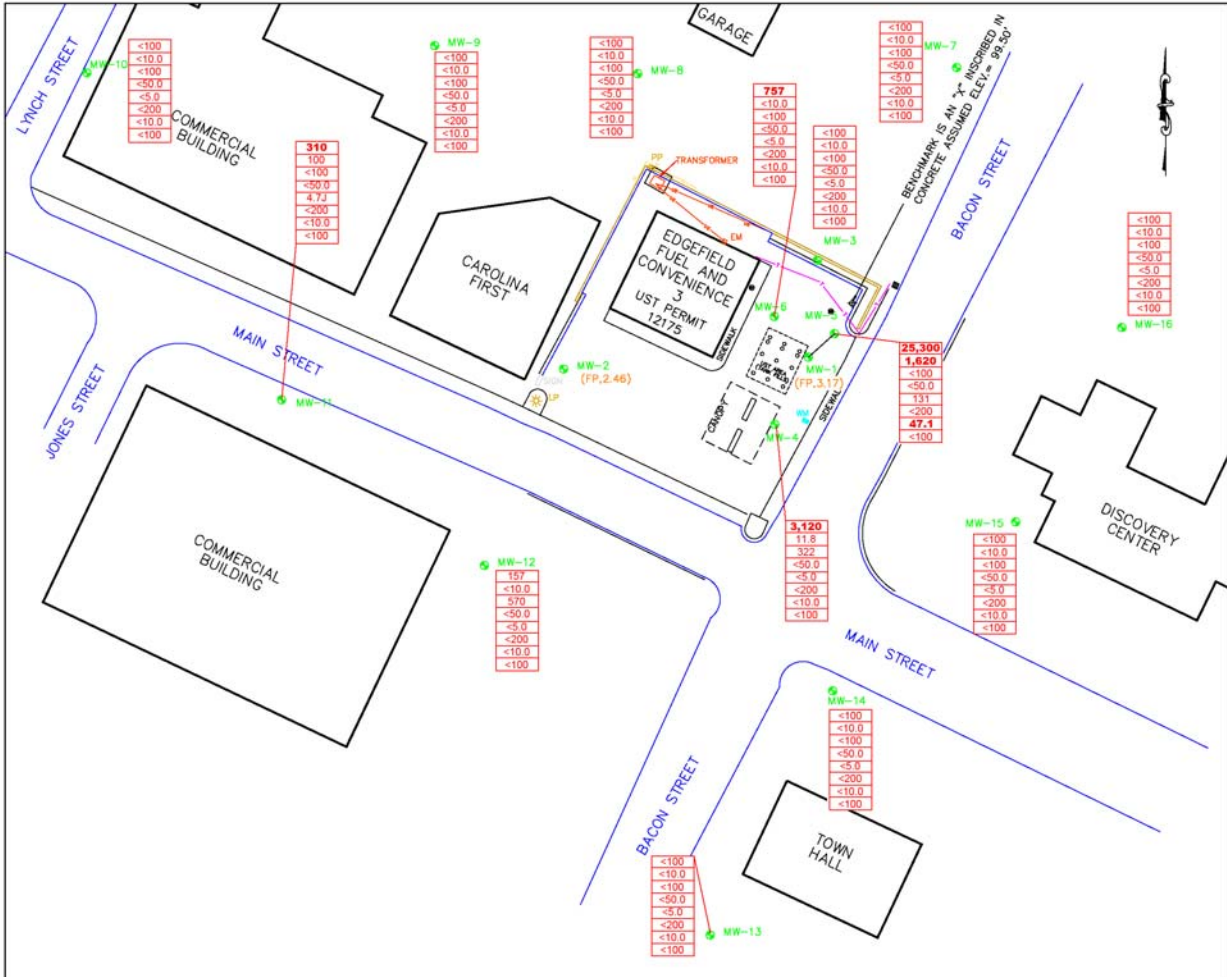 LYNCH STREET
MW-10
<100
<10.0
<100
<50.0
<5.0
<200
<10.0
<100
COMMERCIAL
BUILDING
MW-9
<100
<10.0
<100
<50.0
<5.0
<200
<10.0
<100
<100
<10.0
<100
<50.0
<5.0
<200
<10.0
<100
MW-8
GARAGE
<100
<10.0
<100
<50.0
<5.0
<200
<10.0
<100
MW-7
BENCHMARK IS AN "X" INSCRIBED IN
CONCRETE ASSUMED ELEV.= 99.50'
757
<10.0
<100
<50.0
<5.0
<200
<10.0
<100
<100
<10.0
<100
<50.0
<5.0
<200
<10.0
<100
310
100
<100
<50.0
4.7J
<200
<10.0
<100
PP
TRANSFORMER
EM
MW-3
BACON STREET
<100
<10.0
<100
<50.0
<5.0
<200
<10.0
<100
MW-16
CAROLINA
FIRST
EDGEFIELD
FUEL AND
CONVENIENCE
3
UST PERMIT
12175
SIDEWALK
MW-6
MW-5
MW-1
(FP,3.17)
MW-2
(FP,2.46)
//SIGN
LP
CANOPY
MW-4
WM
SIDEWALK
25,300
1,620
<100
<50.0
131
<200
47.1
<100
MAIN STREET
JONES STREET
MW-11
COMMERCIAL
BUILDING
MW-12
157
<10.0
570
<50.0
<5.0
<200
<10.0
<100
3,120
11.8
322
<50.0
<5.0
<200
<10.0
<100
MW-15
<100
<10.0
<100
<50.0
<5.0
<200
<10.0
<100
DISCOVERY
CENTER
MAIN STREET
MW-14
<100
<10.0
<100
<50.0
<5.0
<200
<10.0
<100
BACON STREET
TOWN
HALL
<100
<10.0
<100
<50.0
<5.0
<200
<10.0
<100
MW-13